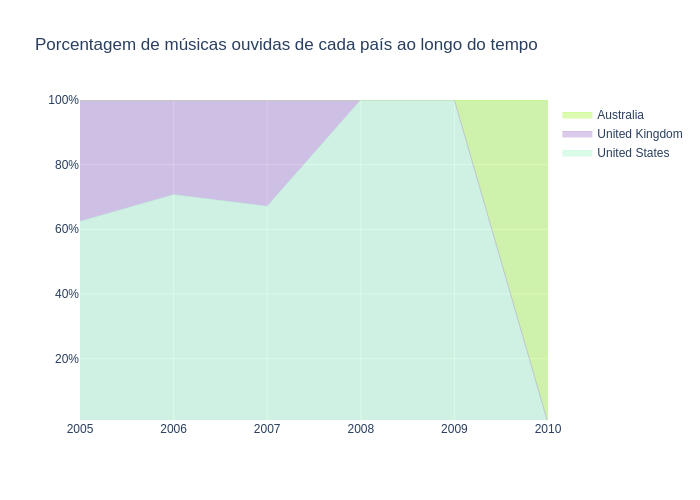 Porcentagem de músicas ouvidas de cada país ao longo do tempo
100%
80%
60%
40%
20%
2005 2006 2007 2008 2009 2010
Australia
United Kingdom
United States